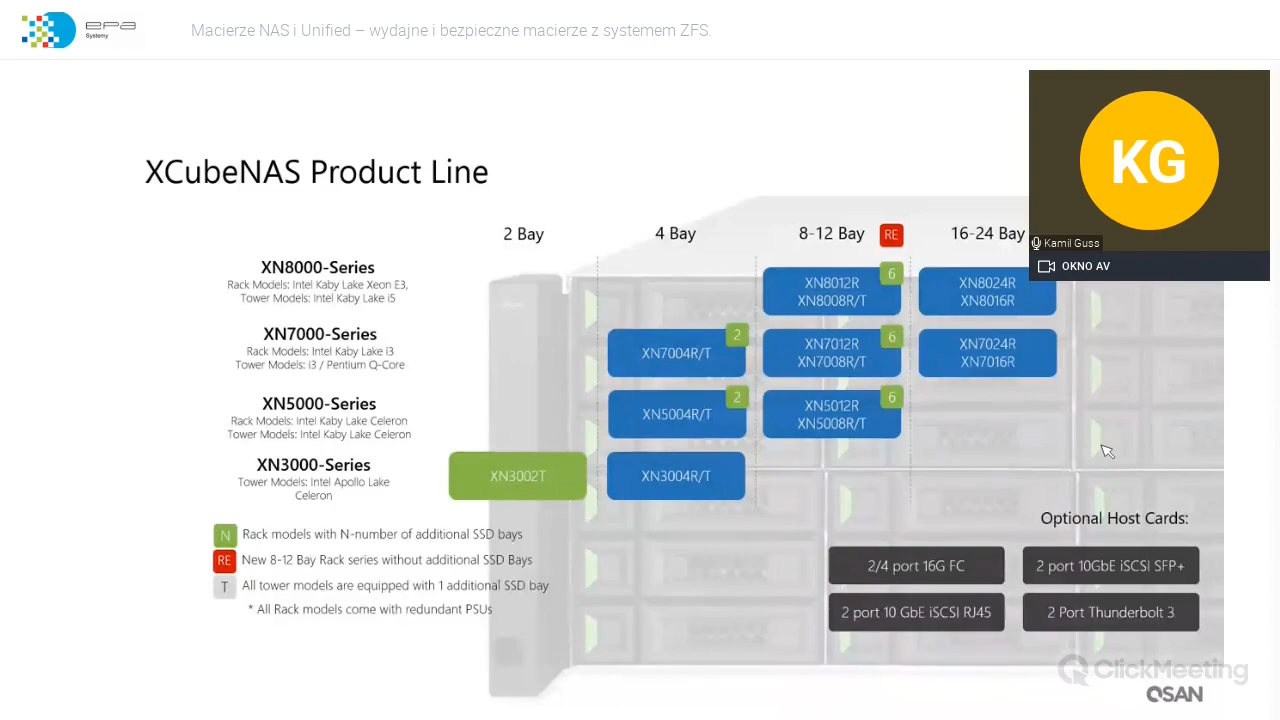 epa
Systemy
Macierze NAS i Unified – wydajne i bezpieczne macierze z systemem ZFS.
KG
Kamil Guss
OKNO AV
XCubeNAS Product Line
2 Bay
4 Bay
8-12 Bay
RE
16-24 Bay
XN8000-Series
Rack Models: Intel Kaby Lake Xeon E3,
Tower Models: Intel Kaby Lake i5
6
XN8012R
XN8008R/T
XN8024R
XN8016R
XN7000-Series
Rack Models: Intel Kaby Lake i3
Tower Models: i3 / Pentium Q-Core
2
XN7004R/T
6
XN7012R
XN7008R/T
XN7024R
XN7016R
XN5000-Series
Rack Models: Intel Kaby Lake Celeron
Tower Models: Intel Kaby Lake Celeron
2
XN5004R/T
6
XN5012R
XN5008R/T
XN3000-Series
Tower Models: Intel Apollo Lake
Celeron
XN3002T
XN3004R/T
N Rack models with N-number of additional SSD bays
RE New 8-12 Bay Rack series without additional SSD Bays
T All tower models are equipped with 1 additional SSD bay
* All Rack models come with redundant PSUs
Optional Host Cards:
2/4 port 16G FC
2 port 10GbE iSCSI SFP+
2 port 10 GbE iSCSI RJ45
2 Port Thunderbolt 3
ClickMeeting
QSAN